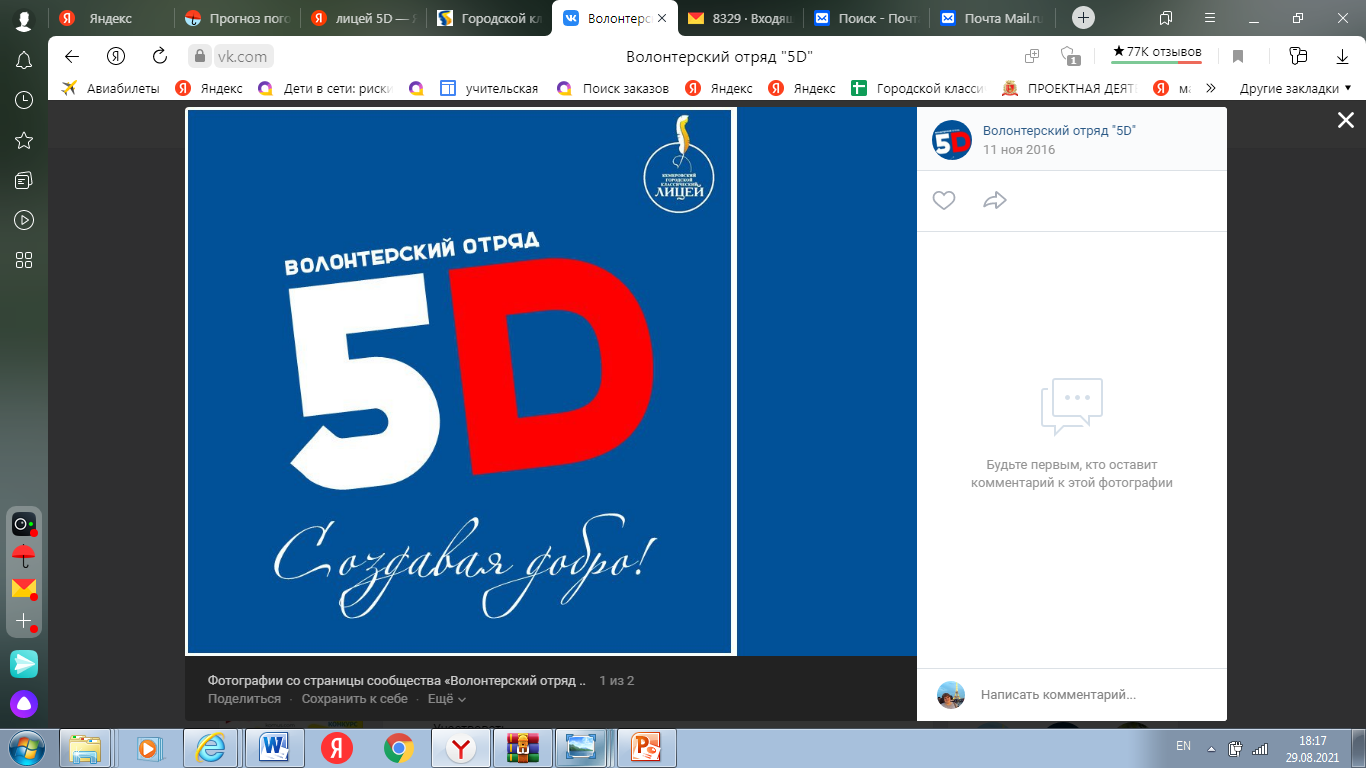 Яндекс
Прогноз пого
лицей 5D —
Городской кл
Волонтерс
8329 · Входящ
Поиск - Почт
Почта Mail.ru
vk.com
Волонтерский отряд "5D"
1
★77K отзывов
Авиабилеты
Яндекс
Дети в сети: риски
учительская
Поиск заказов
Яндекс
Яндекс
Городской класси
ПРОЕКТНАЯ ДЕЯТ
»
Другие закладки
КЕМЕРОВСКИЙ
ГОРОДСКОЙ
КЛАССИЧЕСКИЙ
ЛИЦЕЙ
ВОЛОНТЕРСКИЙ ОТРЯД
5D
Создавая добро!
Волонтерский отряд "5D"
11 ноя 2016
Будьте первым, кто оставит
комментарий к этой фотографии
Фотографии со страницы сообщества «Волонтерский отряд ..
1 из 2
Поделиться · Сохранить к себе · Ещё
Написать комментарий...
EN
18:17
29.08.2021